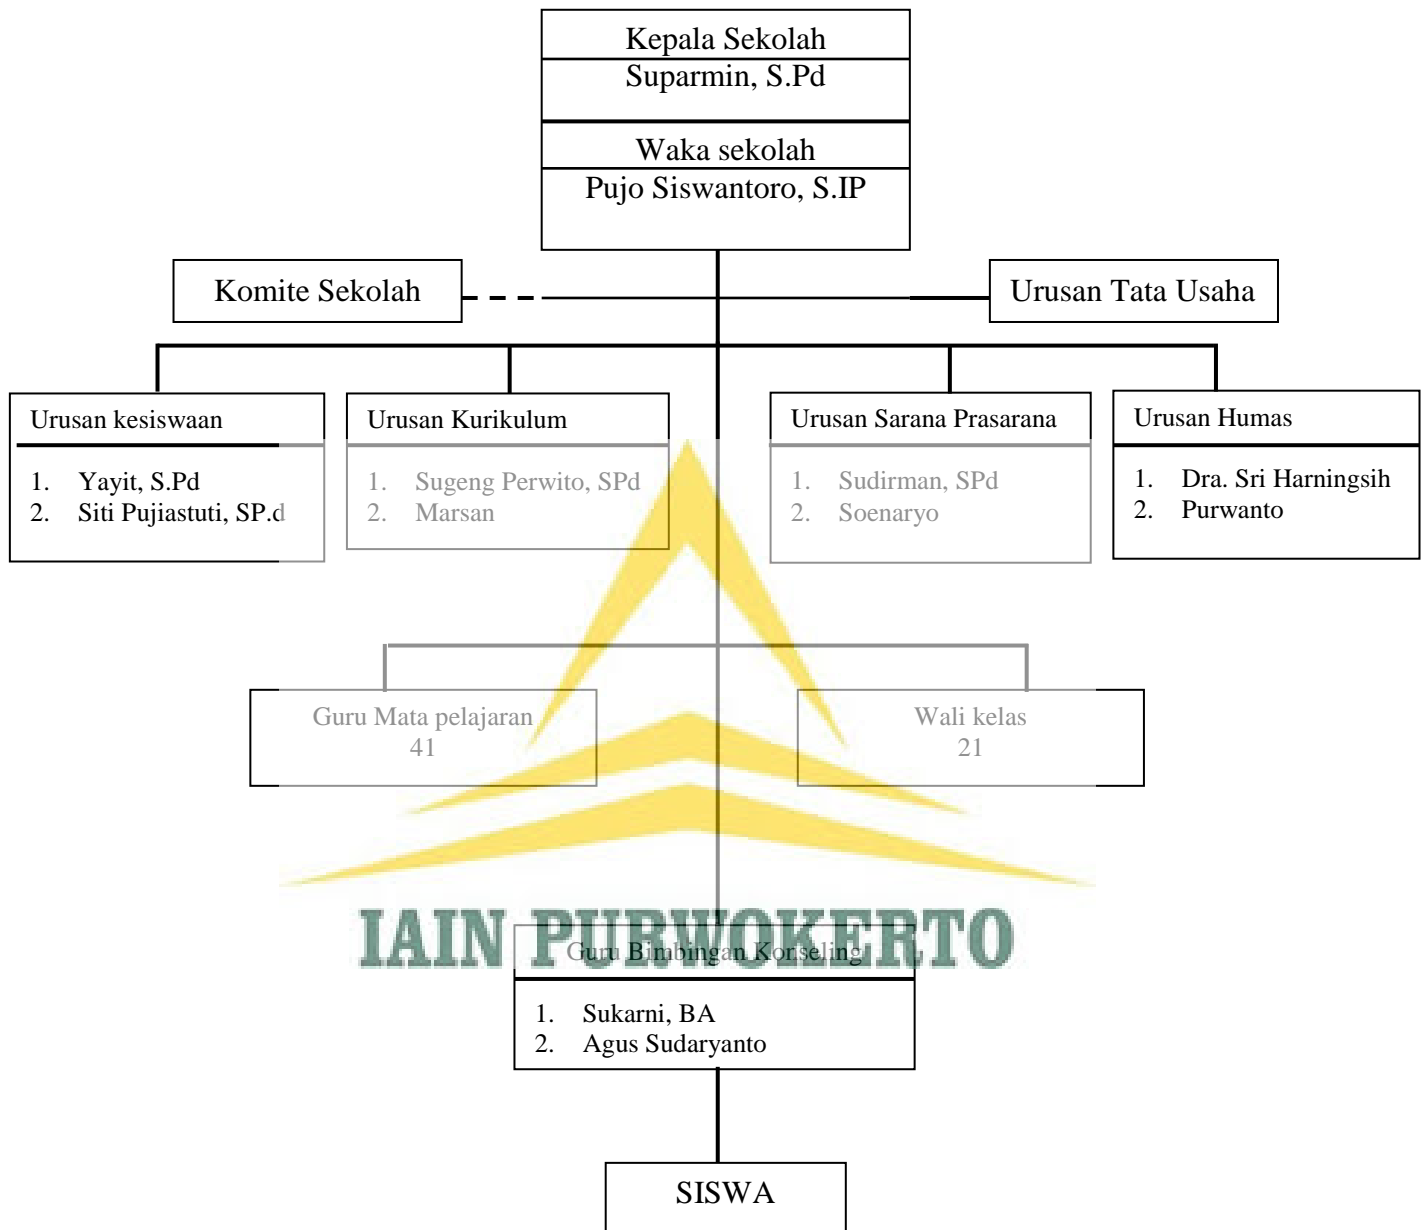 Kepala Sekolah
Suparmin, S.Pd
Waka sekolah
Pujo Siswantoro, S.IP
Komite Sekolah
Urusan Tata Usaha
Urusan kesiswaan
1. Yayit, S.Pd
2. Siti Pujiastuti, SP.d
Urusan Kurikulum
1. Sugeng Perwito, SPd
2. Marsan
Urusan Sarana Prasarana
1. Sudirman, SPd
2. Soenaryo
Urusan Humas
1. Dra. Sri Harningsih
2. Purwanto
Guru Mata pelajaran
41
Wali kelas
21
IAIN PURWOKERTO
Guru Bimbingan Konseling
1. Sukarni, BA
2. Agus Sudaryanto
SISWA